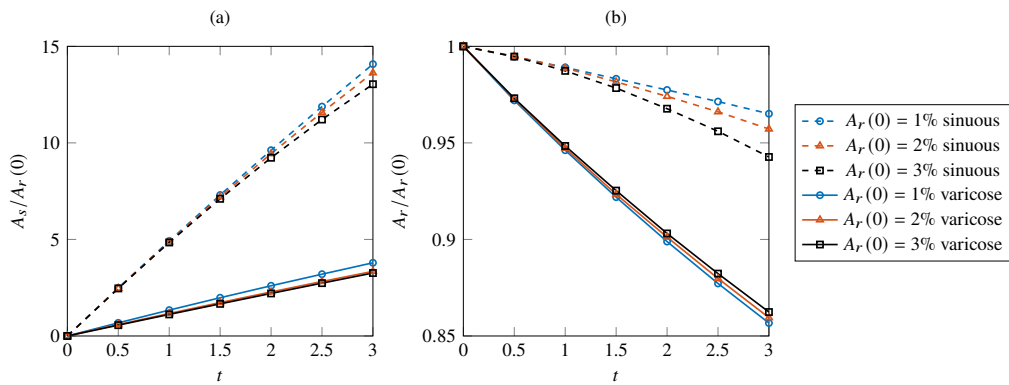 (a)
15
10
5
0
A_s/A_r(0)
0 0.5 1 1.5 2 2.5 3
t
(b)
1
0.95
0.9
0.85
A_r/A_r(0)
0 0.5 1 1.5 2 2.5 3
t
A_r(0) = 1% sinuous
A_r(0) = 2% sinuous
A_r(0) = 3% sinuous
A_r(0) = 1% varicose
A_r(0) = 2% varicose
A_r(0) = 3% varicose